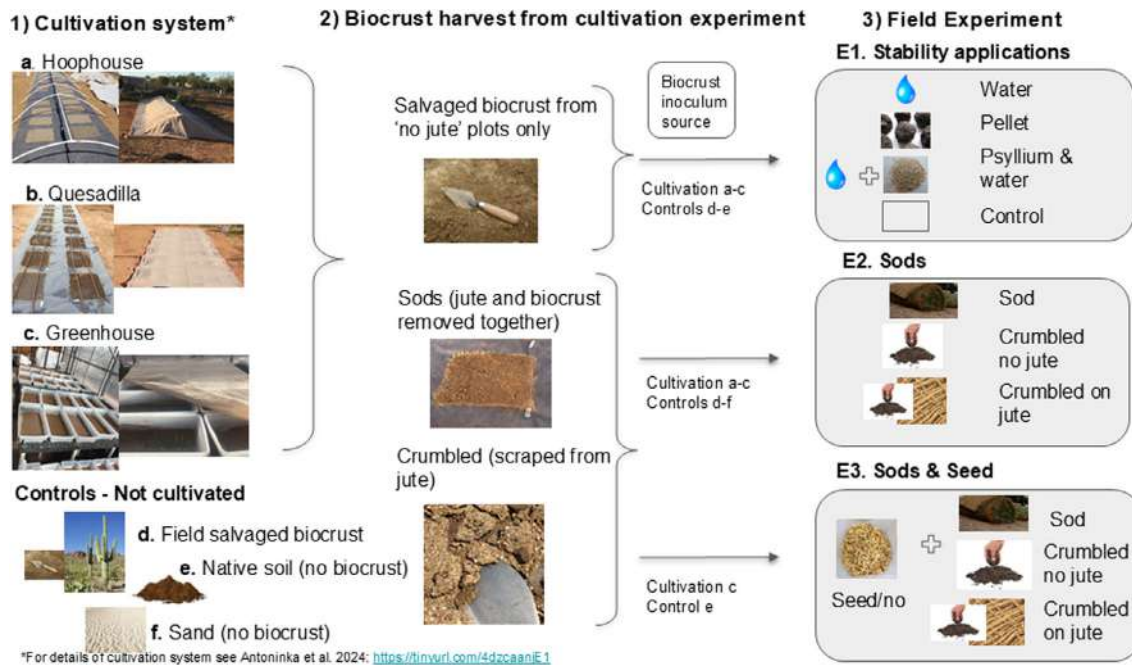 1) Cultivation system*
a. Hoophouse
b. Quesadilla
c. Greenhouse
Controls - Not cultivated
d. Field salvaged biocrust
e. Native soil (no biocrust)
f. Sand (no biocrust)
*For details of cultivation system see Antoninka et al. 2024: https://tinyurl.com/4dzcaanjE1
2) Biocrust harvest from cultivation experiment
Salvaged biocrust from
'no jute' plots only
Sods (jute and biocrust
removed together)
Crumbled (scraped from
jute)
Biocrust
inoculum
source
Cultivation a-c
Controls d-e
Cultivation a-c
Controls d-f
Cultivation c
Control e
3) Field Experiment
E1. Stability applications
Water
Pellet
Psyllium &
water
Control
E2. Sods
Sod
Crumbled
no jute
Crumbled on
jute
E3. Sods & Seed
Seed/no
Sod
Crumbled
no jute
Crumbled
on jute